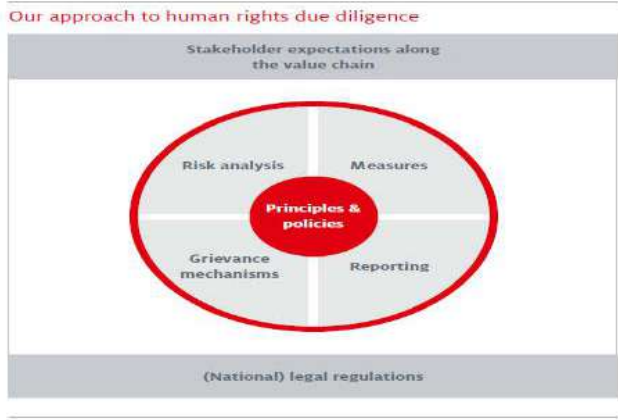 Our approach to human rights due diligence
Stakeholder expectations along
the value chain
Risk analysis
Measures
Principles &
policies
Grievance
mechanisms
Reporting
(National) legal regulations